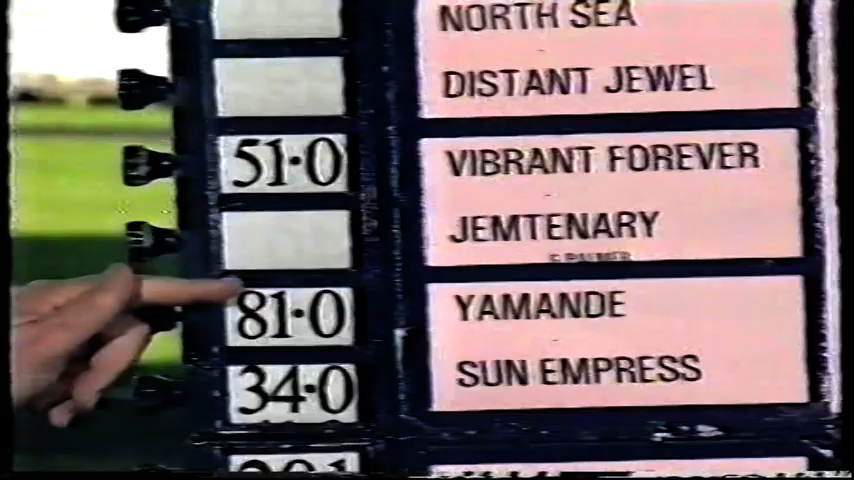 NORTH SEA
DISTANT JEWEL
51·0 VIBRANT FOREVER
JEMTENARY
81·0 YAMANDE
34·0 SUN EMPRESS